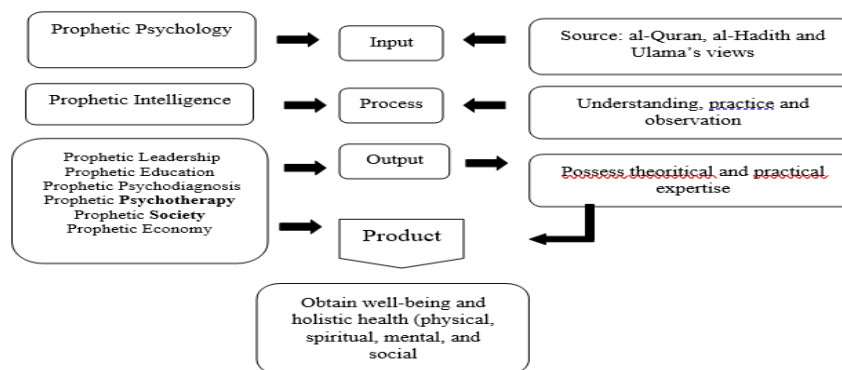 Prophetic Psychology
Input
Source: al-Quran, al-Hadith and
Ulama's views
Prophetic Intelligence
Process
Understanding, practice and
observation
Prophetic Leadership
Prophetic Education
Prophetic Psychodiagnosis
Prophetic Psychotherapy
Prophetic Society
Prophetic Economy
Output
Possess theoritical and practical
expertise
Product
Obtain well-being and
holistic health (physical,
spiritual, mental, and
social